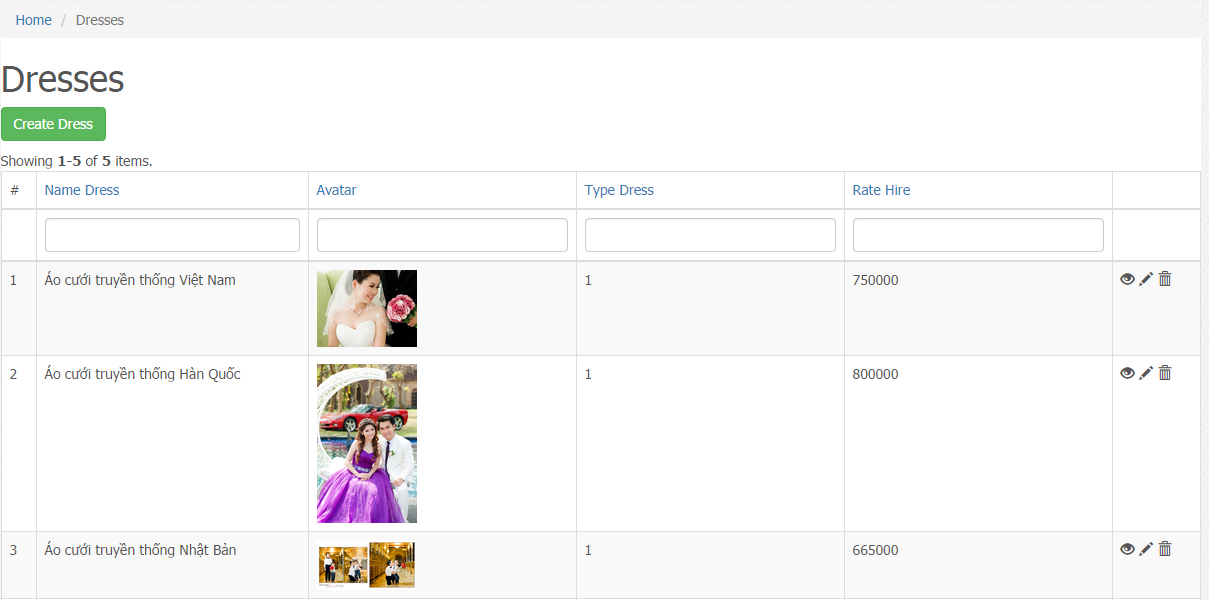 Home / Dresses
Dresses
Create Dress
Showing 1-5 of 5 items.
# Name Dress Avatar Type Dress Rate Hire
1 Áo cưới truyền thống Việt Nam 1 750000
2 Áo cưới truyền thống Hàn Quốc 1 800000
3 Áo cưới truyền thống Nhật Bản 1 665000